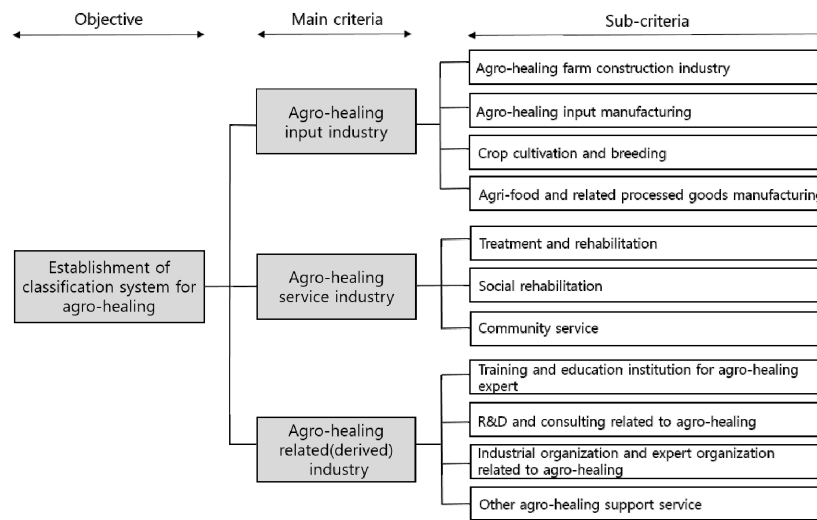 Objective
Main criteria
Sub-criteria
Establishment of
classification system for
agro-healing
Agro-healing
input industry
Agro-healing farm construction industry
Agro-healing input manufacturing
Crop cultivation and breeding
Agri-food and related processed goods manufacturing
Agro-healing
service industry
Treatment and rehabilitation
Social rehabilitation
Community service
Agro-healing
related(derived)
industry
Training and education institution for agro-healing
expert
R&D and consulting related to agro-healing
Industrial organization and expert organization
related to agro-healing
Other agro-healing support service